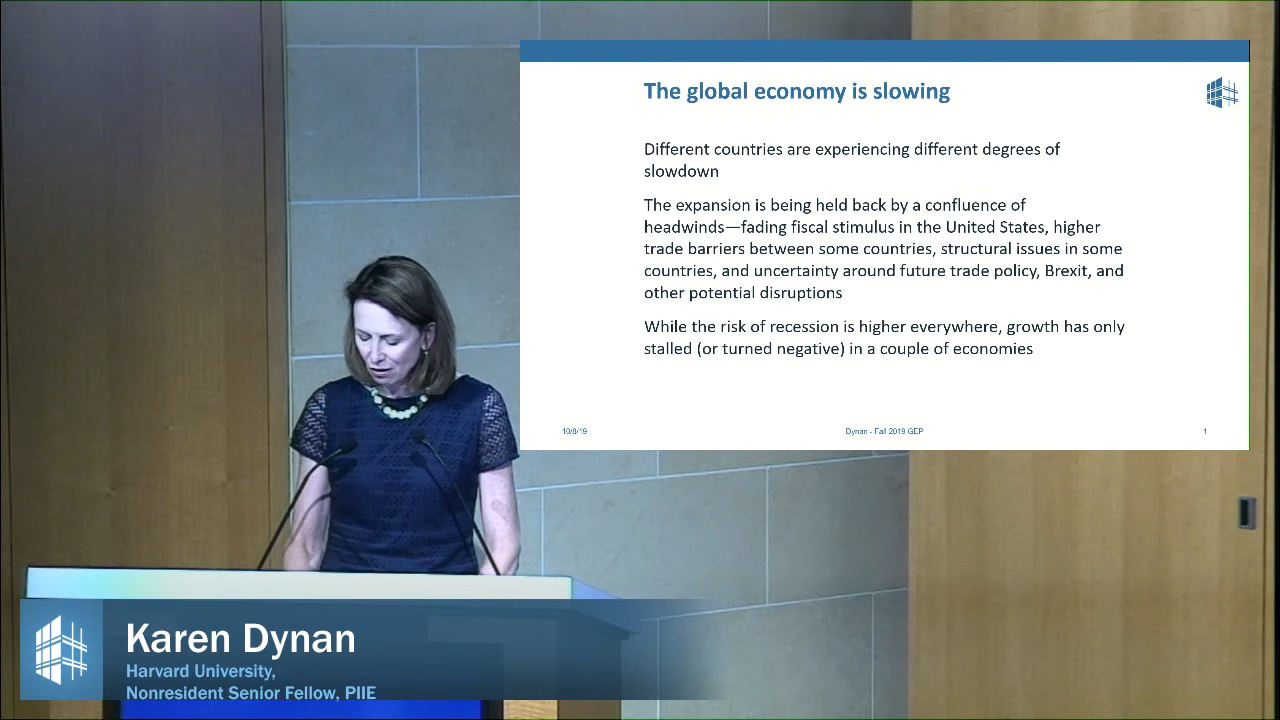 The global economy is slowing
Different countries are experiencing different degrees of
slowdown
The expansion is being held back by a confluence of
headwinds—fading fiscal stimulus in the United States, higher
trade barriers between some countries, structural issues in some
countries, and uncertainty around future trade policy, Brexit, and
other potential disruptions
While the risk of recession is higher everywhere, growth has only
stalled (or turned negative) in a couple of economies
10/8/19
Dynan - Fall 2019 GEP
1
Karen Dynan
Harvard University,
Nonresident Senior Fellow, PIIE